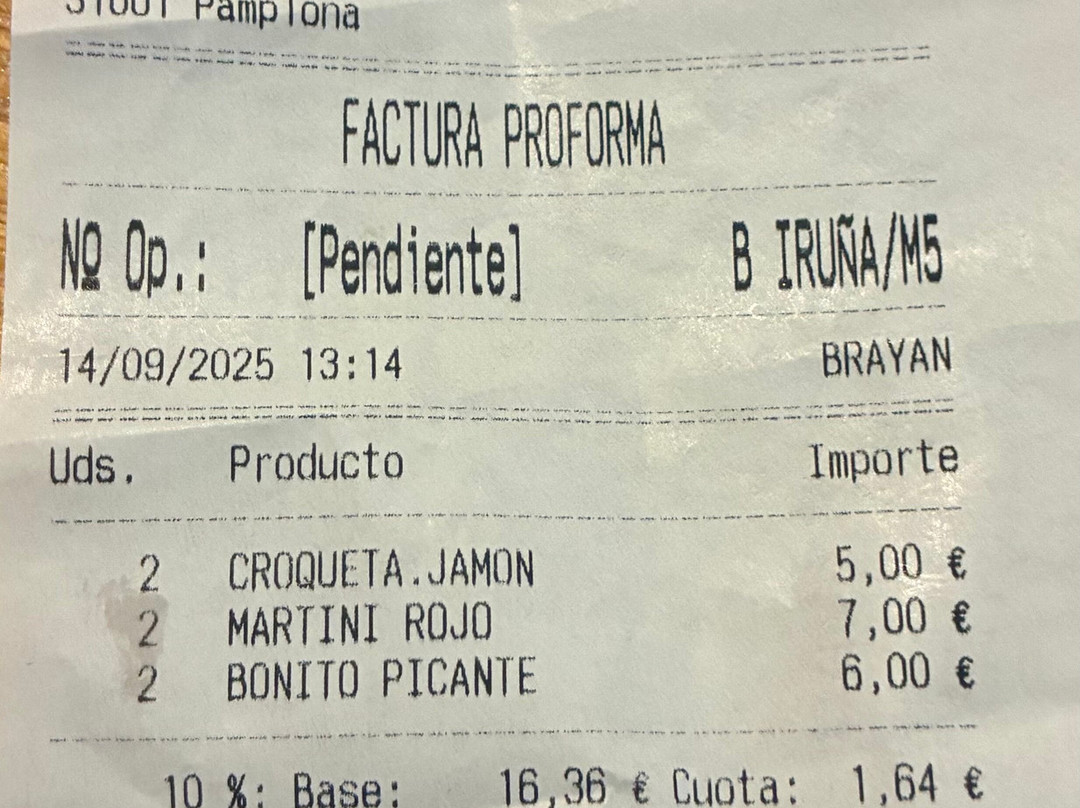 31001 Pamplona
FACTURA PROFORMA
Nº Op.: [Pendiente] B IRUÑA/M5
14/09/2025 13:14 BRAYAN
Uds. Producto Importe
2 CROQUETA.JAMON 5,00 €
2 MARTINI ROJO 7,00 €
2 BONITO PICANTE 6,00 €
10 %: Base: 16,36 € Cuota: 1,64 €